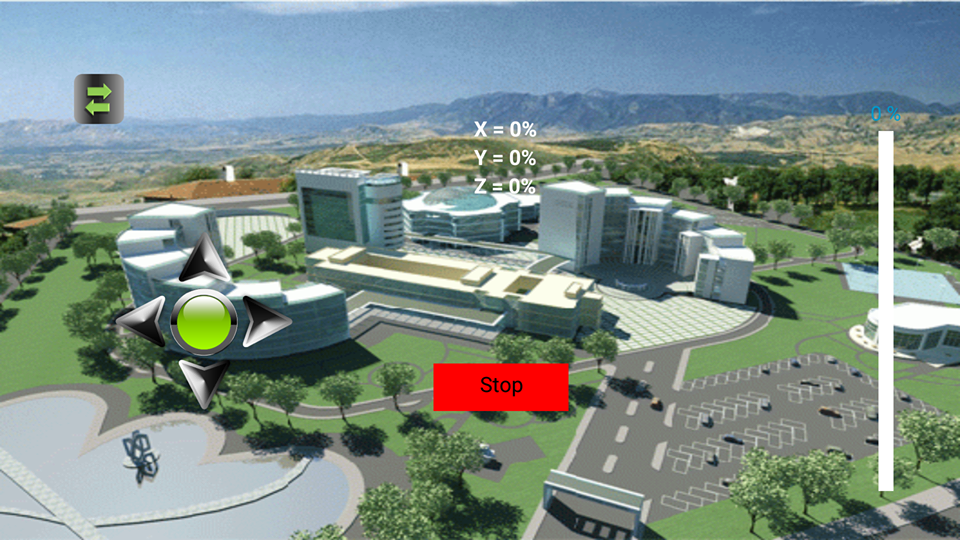 0 %
X = 0%
Y = 0%
Z = 0%
Stop